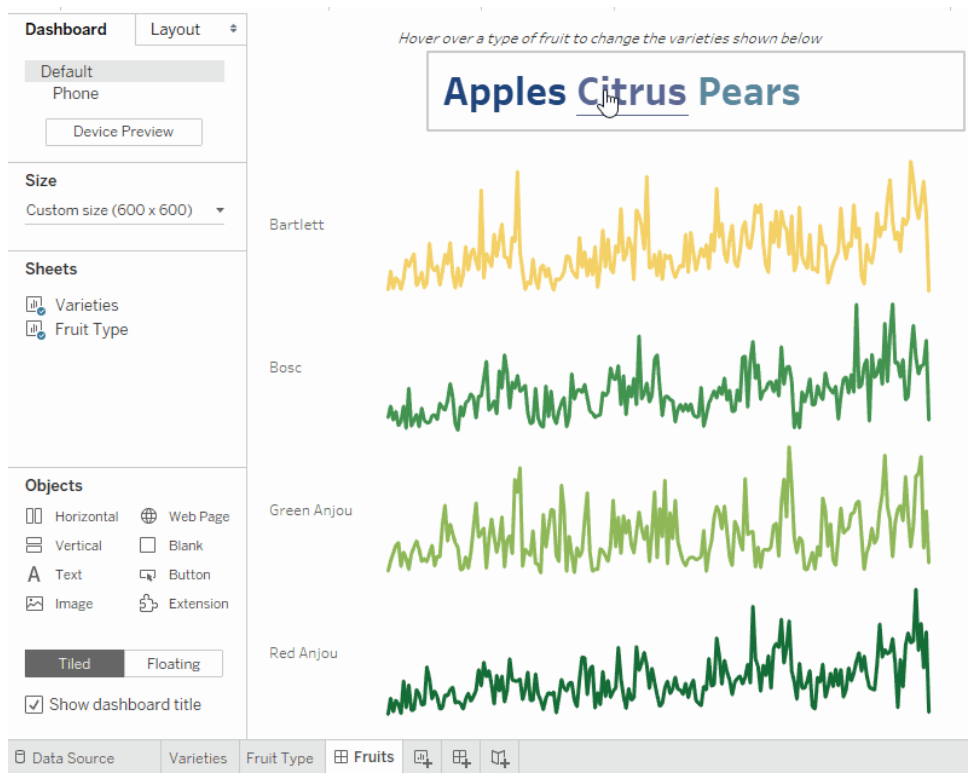 Dashboard
Layout
Default
Phone
Device Preview
Size
Custom size (600 x 600)
Sheets
Varieties
Fruit Type
Objects
Horizontal
Web Page
Vertical
Blank
Text
Button
Image
Extension
Tiled
Floating
Show dashboard title
Hover over a type of fruit to change the varieties shown below
Apples Citrus Pears
Bartlett
Bosc
Green Anjou
Red Anjou
Data Source
Varieties
Fruit Type
Fruits